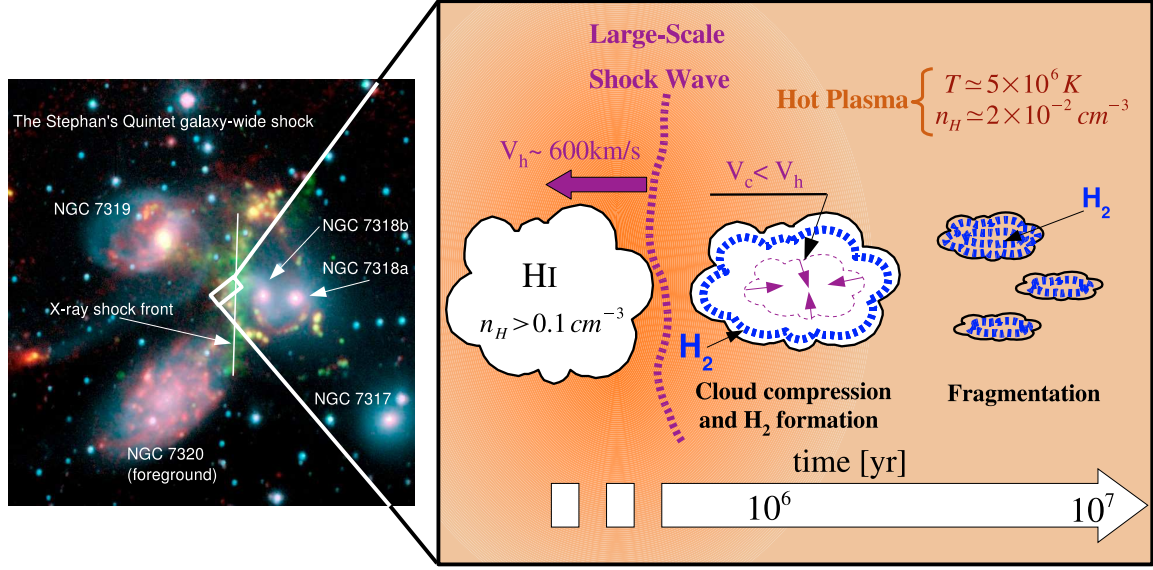 The Stephan's Quintet galaxy-wide shock
NGC 7319
NGC 7318b
NGC 7318a
X-ray shock front
NGC 7317
NGC 7320
(foreground)
Large-Scale
Shock Wave
Hot Plasma
T ≃ 5×10⁶ K
n_H ≃ 2×10⁻² cm⁻³
V_h ~ 600km/s
V_c < V_h
H₂
HI
n_H > 0.1 cm⁻³
H₂
Cloud compression
and H₂ formation
Fragmentation
time [yr]
10⁶
10⁷